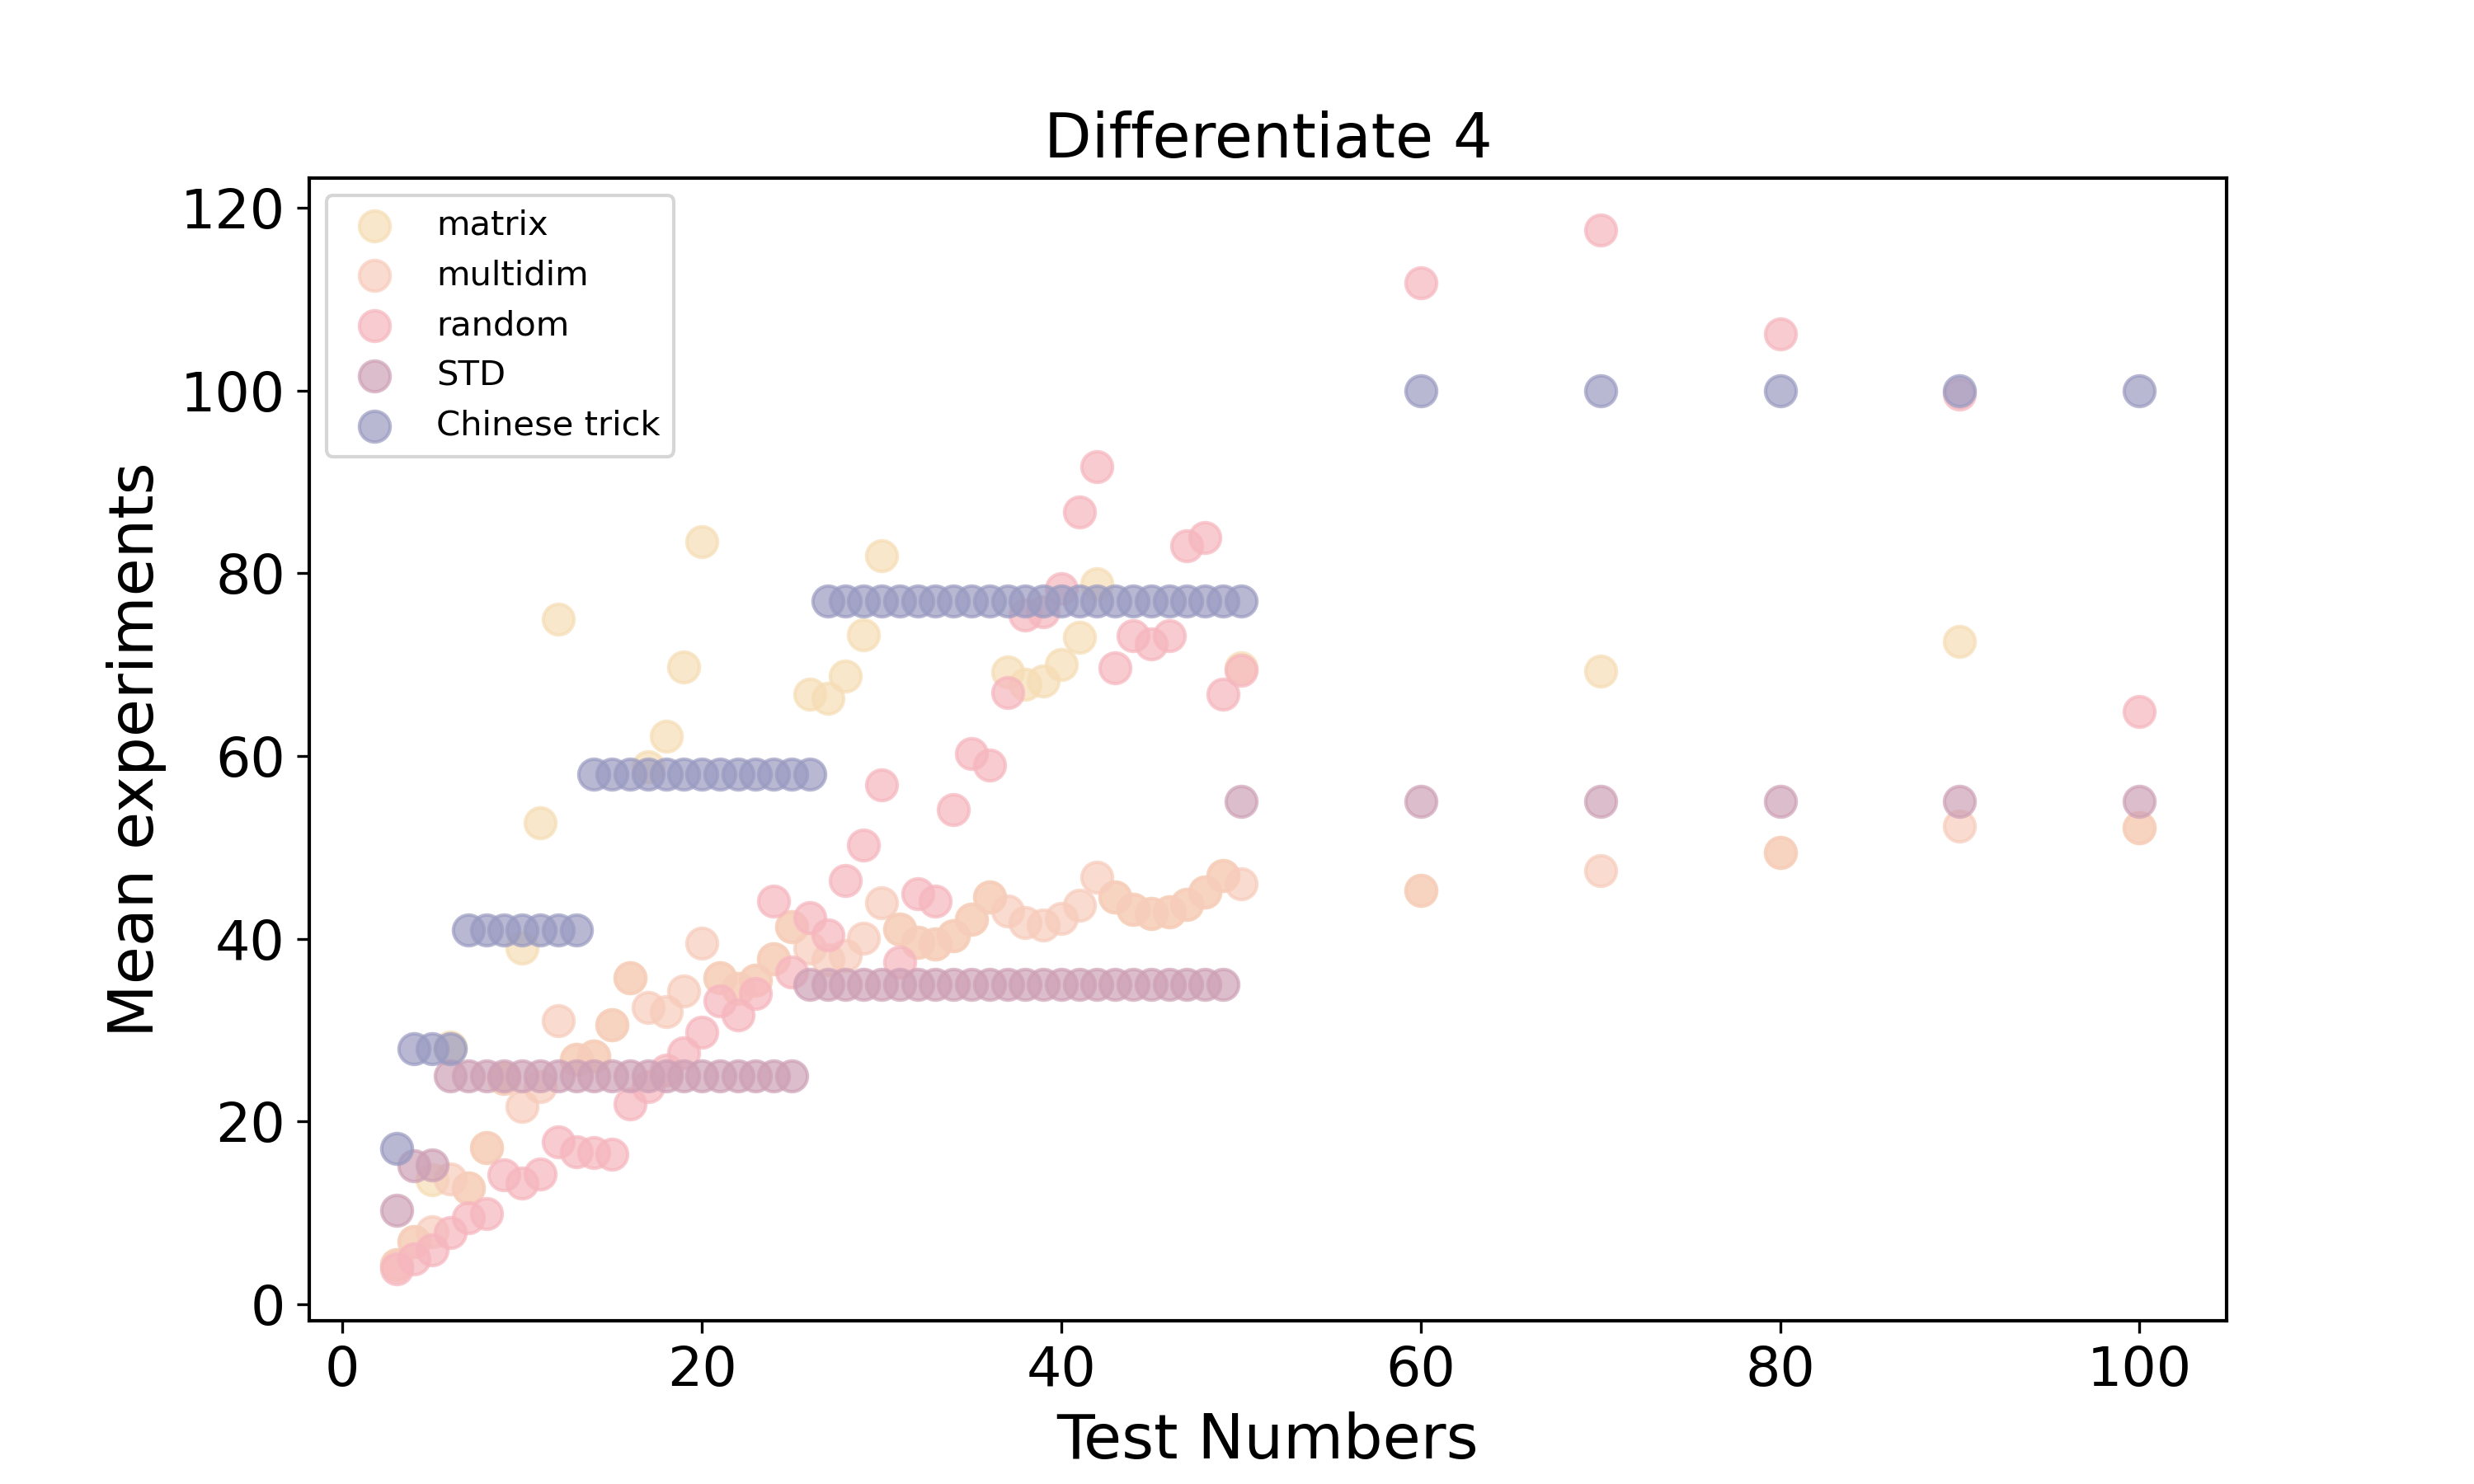 Differentiate 4
120
100
80
60
40
20
0
Mean experiments
matrix
multidim
random
STD
Chinese trick
0 20 40 60 80 100
Test Numbers